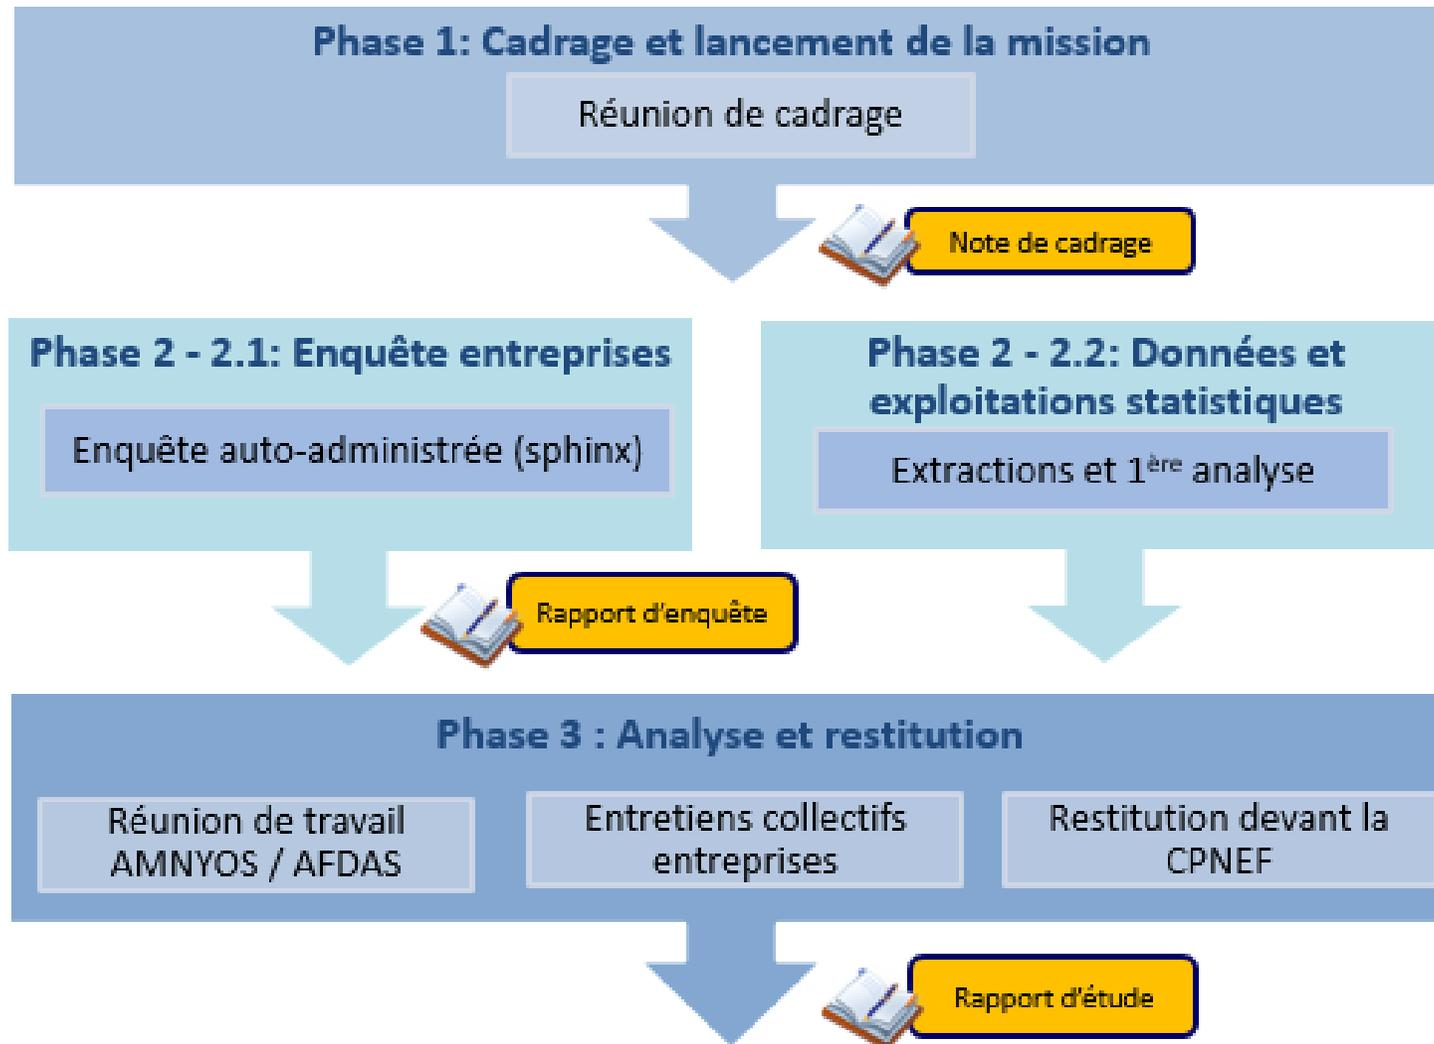 Phase 1: Cadrage et lancement de la mission
Réunion de cadrage
Note de cadrage
Phase 2 - 2.1: Enquête entreprises
Enquête auto-administrée (sphinx)
Phase 2 - 2.2: Données et
exploitations statistiques
Extractions et 1ère analyse
Rapport d'enquête
Phase 3 : Analyse et restitution
Réunion de travail
AMNYOS / AFDAS
Entretiens collectifs
entreprises
Restitution devant la
CPNEF
Rapport d'étude